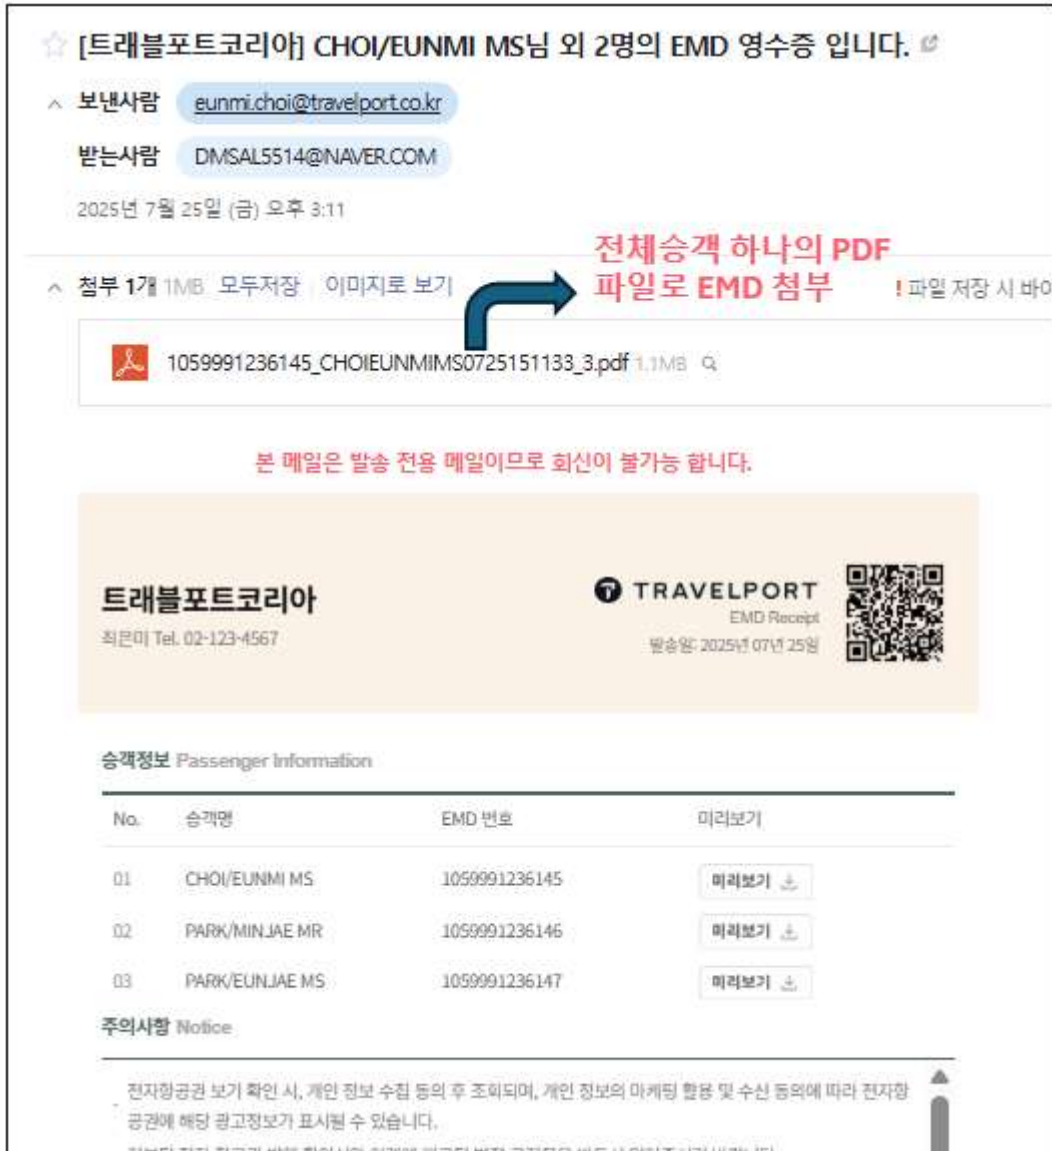 [트래블포트코리아] CHOI/EUNMI MS님 외 2명의 EMD 영수증 입니다.
보낸사람 eunmi.choi@travelport.co.kr
받는사람 DMSAL5514@NAVER.COM
2025년 7월 25일 (금) 오후 3:11
전체승객 하나의 PDF
파일로 EMD 첨부
첨부 1개 1MB 모두저장 이미지로 보기
! 파일 저장 시 바이
1059991236145_CHOIEUNMIMS0725151133_3.pdf 1.1MB
본 메일은 발송 전용 메일이므로 회신이 불가능 합니다.
트래블포트코리아
최은미 Tel. 02-123-4567
TRAVELPORT
EMD Receipt
발송일: 2025년 07년 25일
승객정보 Passenger Information
No. 승객명 EMD 번호 미리보기
01 CHOI/EUNMI MS 1059991236145 미리보기
02 PARK/MINJAE MR 1059991236146 미리보기
03 PARK/EUNJAE MS 1059991236147 미리보기
주의사항 Notice
전자항공권 보기 확인 시, 개인 정보 수집 동의 후 조회되며, 개인 정보의 마케팅 활용 및 수신 동의에 따라 전자항
공권에 해당 광고정보가 표시될 수 있습니다.